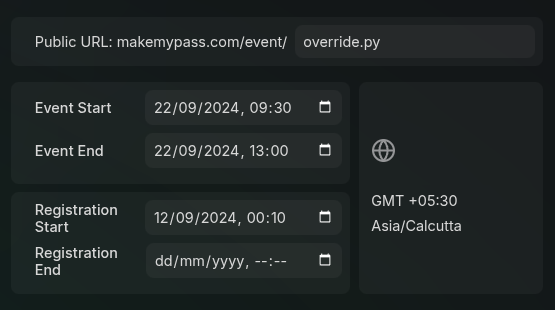 Public URL: makemypass.com/event/ override.py
Event Start 22/09/2024, 09:30
Event End 22/09/2024, 13:00
GMT +05:30
Asia/Calcutta
Registration
Start
12/09/2024, 00:10
Registration
End
dd/mm/yyyy, --:--